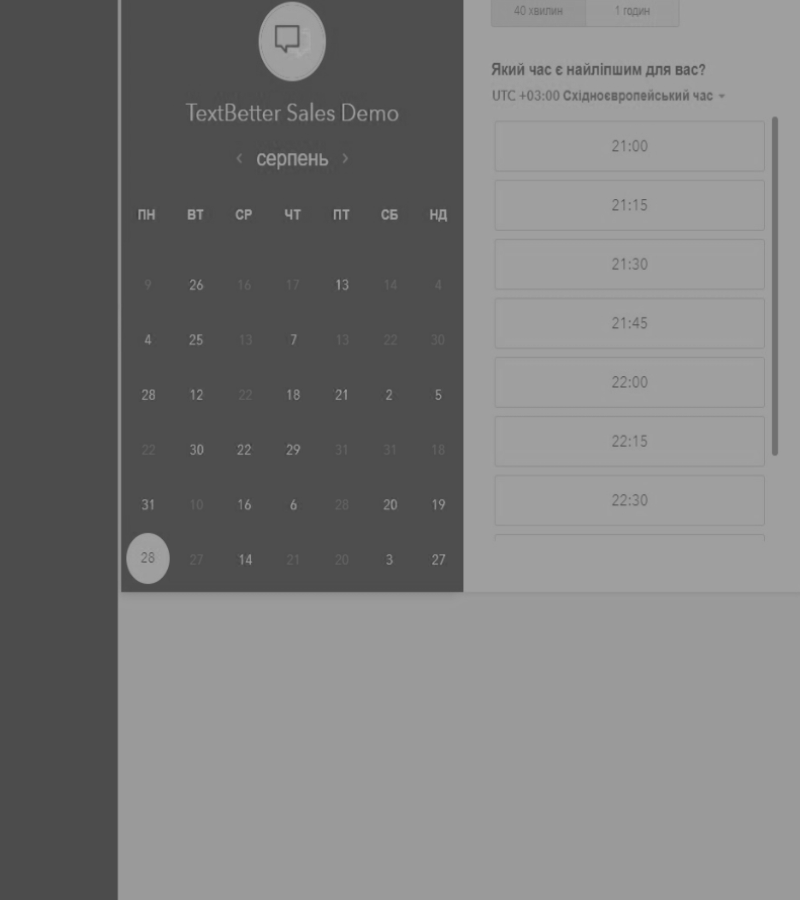 TextBetter Sales Demo
‹ серпень ›
ПН ВТ СР ЧТ ПТ СБ НД
9 26 16 17 13 14 4
4 25 13 7 13 22 30
28 12 22 18 21 2 5
22 30 22 29 31 31 18
31 10 16 6 28 20 19
28 27 14 21 20 3 27
40 хвилин 1 годин
Який час є найліпшим для вас?
UTC +03:00 Східноєвропейський час
21:00
21:15
21:30
21:45
22:00
22:15
22:30